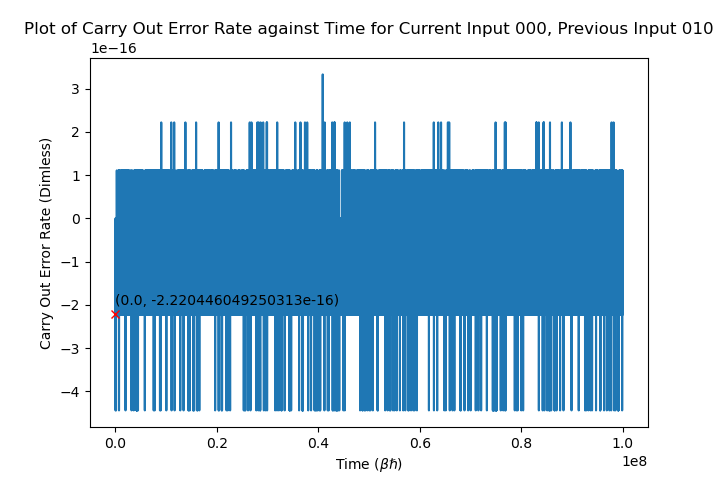 Plot of Carry Out Error Rate against Time for Current Input 000, Previous Input 010
1e−16
3
2
1
0
−1
−2
−3
−4
Carry Out Error Rate (Dimless)
(0.0, -2.220446049250313e-16)
0.0 0.2 0.4 0.6 0.8 1.0
1e8
Time (βℏ)